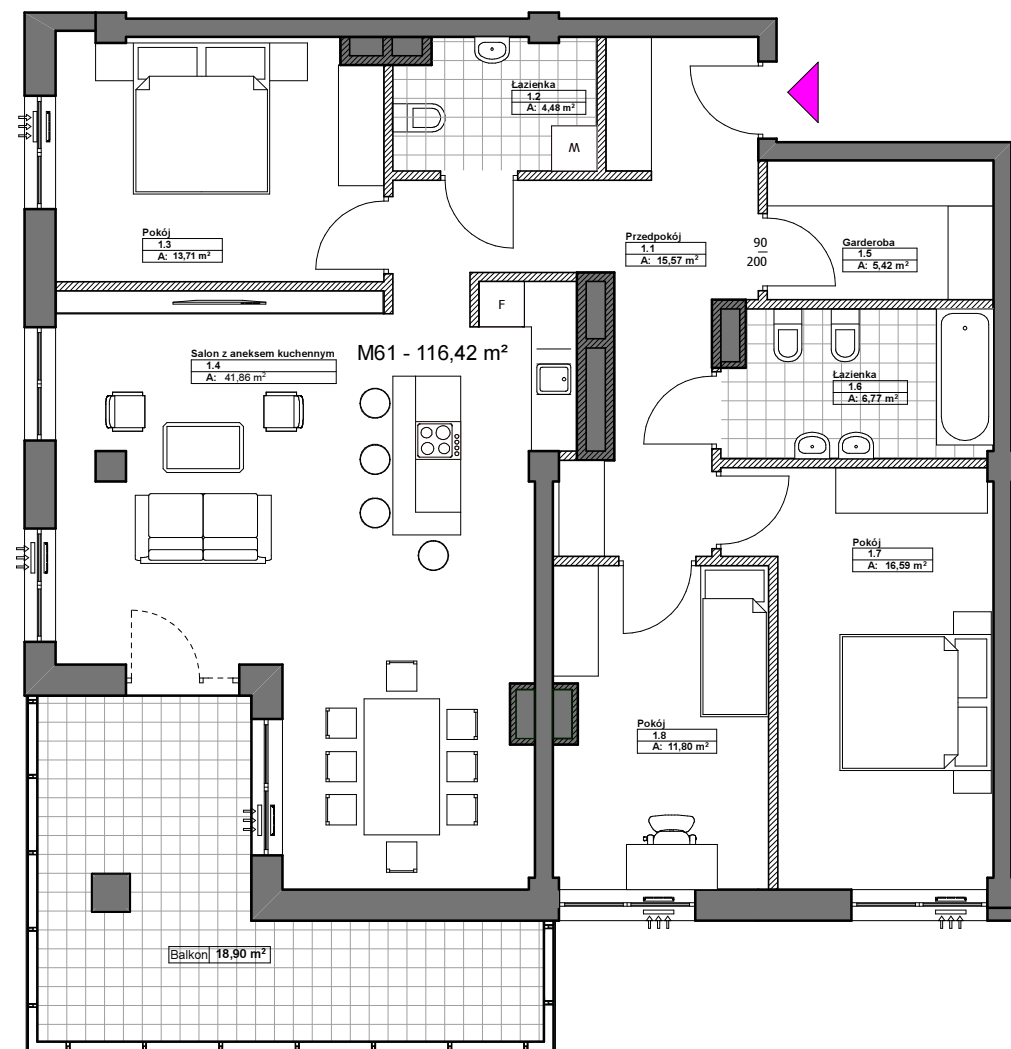 Łazienka
1.2
A: 4,48 m²
W
Pokój
1.3
A: 13,71 m²
Przedpokój
1.1
A: 15,57 m²
90
200
Garderoba
1.5
A: 5,42 m²
F
M61 - 116,42 m²
Salon z aneksem kuchennym
1.4
A: 41,86 m²
Łazienka
1.6
A: 6,77 m²
Pokój
1.7
A: 16,59 m²
Pokój
1.8
A: 11,80 m²
Balkon 18,90 m²